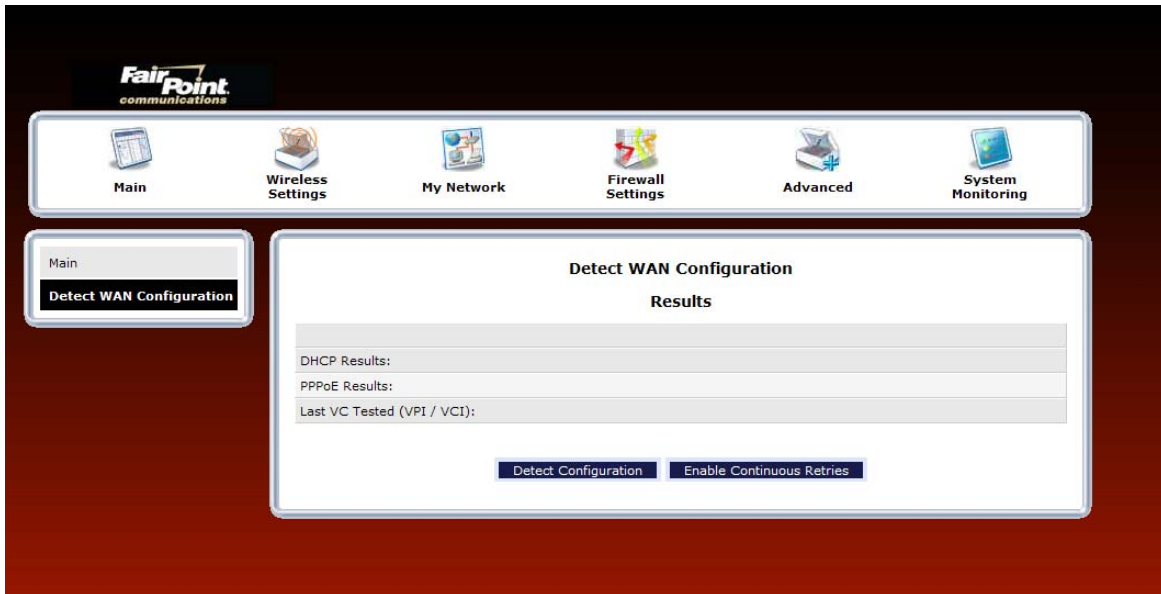 FairPoint.
communications
Main
Wireless
Settings
My Network
Firewall
Settings
Advanced
System
Monitoring
Main
Detect WAN Configuration
Detect WAN Configuration
Results
DHCP Results:
PPPoE Results:
Last VC Tested (VPI / VCI):
Detect Configuration
Enable Continuous Retries